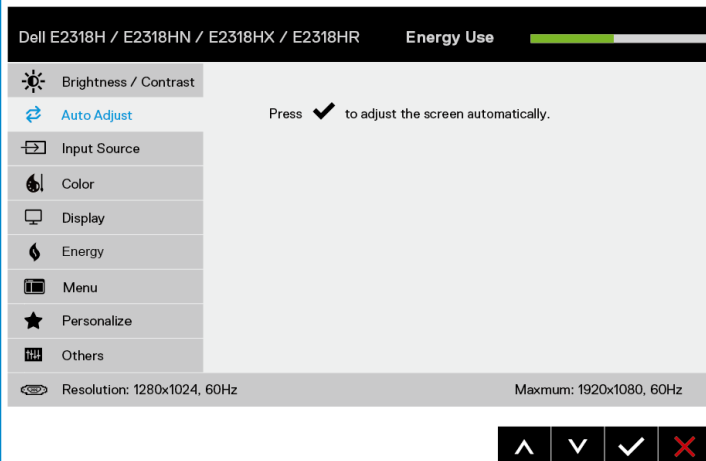 Dell E2318H / E2318HN / E2318HX / E2318HR Energy Use
Brightness / Contrast
Auto Adjust
Press to adjust the screen automatically.
Input Source
Color
Display
Energy
Menu
Personalize
Others
Resolution: 1280x1024, 60Hz Maxmum: 1920x1080, 60Hz